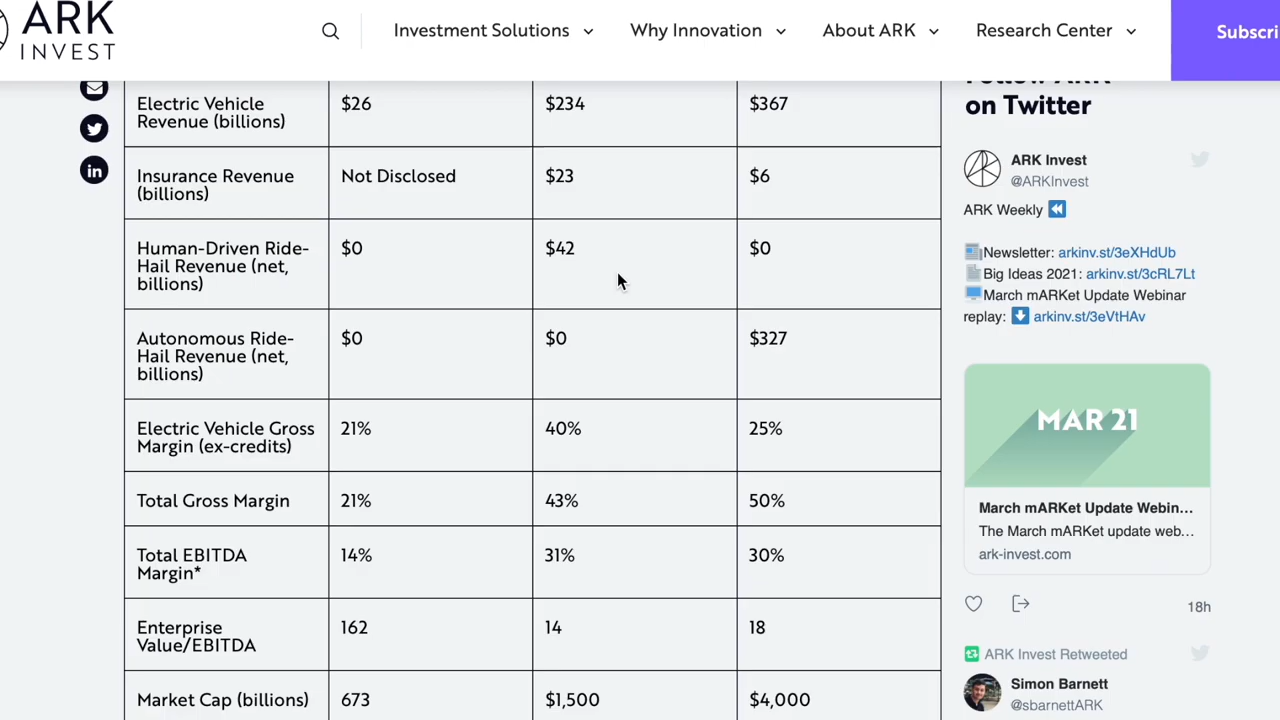 ARK
INVEST
Investment Solutions
Why Innovation
About ARK
Research Center
Subscri
Electric Vehicle
Revenue (billions)
$26
$234
$367
Insurance Revenue
(billions)
Not Disclosed
$23
$6
Human-Driven Ride-
Hail Revenue (net,
billions)
$0
$42
$0
Autonomous Ride-
Hail Revenue (net,
billions)
$0
$0
$327
Electric Vehicle Gross
Margin (ex-credits)
21%
40%
25%
Total Gross Margin
21%
43%
50%
Total EBITDA
Margin*
14%
31%
30%
Enterprise
Value/EBITDA
162
14
18
Market Cap (billions)
673
$1,500
$4,000
Follow ARK
on Twitter
ARK Invest
@ARKInvest
ARK Weekly
Newsletter: arkinv.st/3eXHdUb
Big Ideas 2021: arkinv.st/3cRL7Lt
March mARKet Update Webinar
replay: arkinv.st/3eVtHAv
MAR 21
March mARKet Update Webin...
The March mARKet update web...
ark-invest.com
18h
ARK Invest Retweeted
Simon Barnett
@sbarnettARK